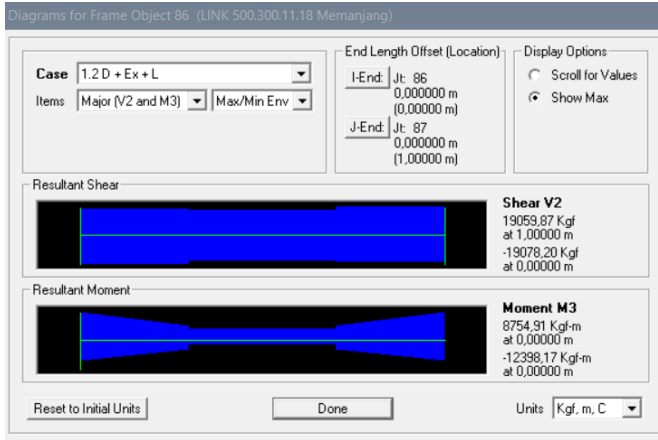 Diagrams for Frame Object 86 (LINK 500.300.11.18 Memanjang)
Case 1.2 D + Ex + L
Items Major (V2 and M3) Max/Min Env
End Length Offset (Location)
I-End: Jt: 86
0,000000 m
(0,00000 m)
J-End: Jt: 87
0,000000 m
(1,00000 m)
Display Options
Scroll for Values
Show Max
Resultant Shear
Shear V2
19059,87 Kgf
at 1,00000 m
-19078,20 Kgf
at 0,00000 m
Resultant Moment
Moment M3
8754,91 Kgf-m
at 0,00000 m
-12398,17 Kgf-m
at 0,00000 m
Reset to Initial Units
Done
Units Kgf, m, C